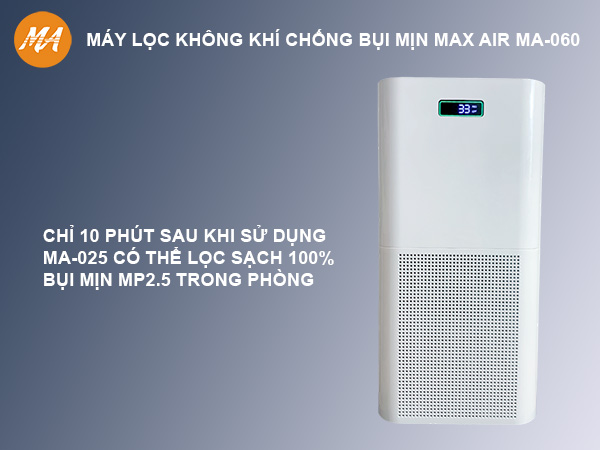 MA
MÁY LỌC KHÔNG KHÍ CHỐNG BỤI MỊN MAX AIR MA-060
33
CHỈ 10 PHÚT SAU KHI SỬ DỤNG
MA-025 CÓ THỂ LỌC SẠCH 100%
BỤI MỊN MP2.5 TRONG PHÒNG